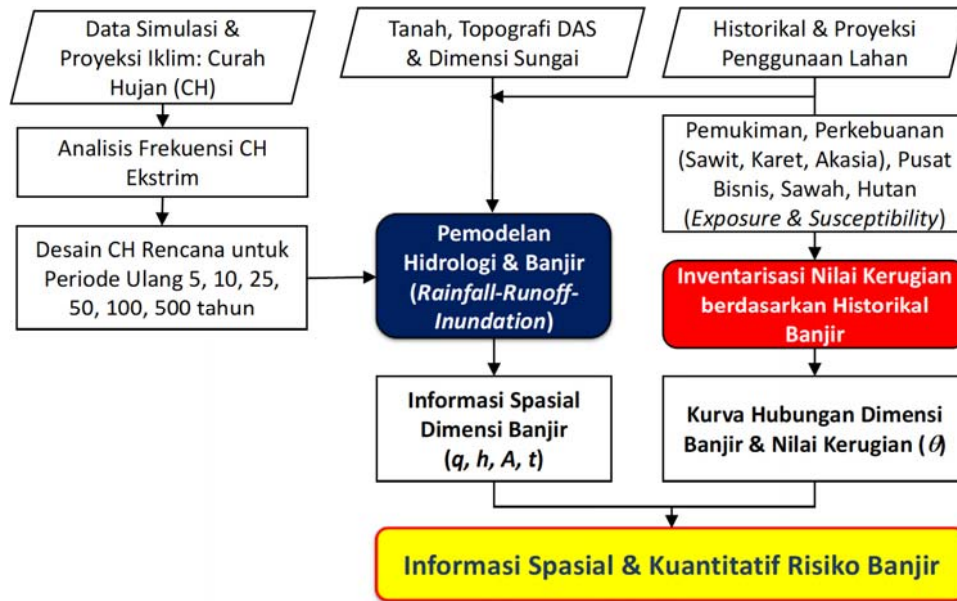 Data Simulasi &
Proyeksi Iklim: Curah
Hujan (CH)
Tanah, Topografi DAS
& Dimensi Sungai
Historikal & Proyeksi
Penggunaan Lahan
Analisis Frekuensi CH
Ekstrim
Pemukiman, Perkebuanan
(Sawit, Karet, Akasia), Pusat
Bisnis, Sawah, Hutan
(Exposure & Susceptibility)
Desain CH Rencana untuk
Periode Ulang 5, 10, 25,
50, 100, 500 tahun
Pemodelan
Hidrologi & Banjir
(Rainfall-Runoff-
Inundation)
Inventarisasi Nilai Kerugian
berdasarkan Historikal
Banjir
Informasi Spasial
Dimensi Banjir
(q, h, A, t)
Kurva Hubungan Dimensi
Banjir & Nilai Kerugian (θ)
Informasi Spasial & Kuantitatif Risiko Banjir